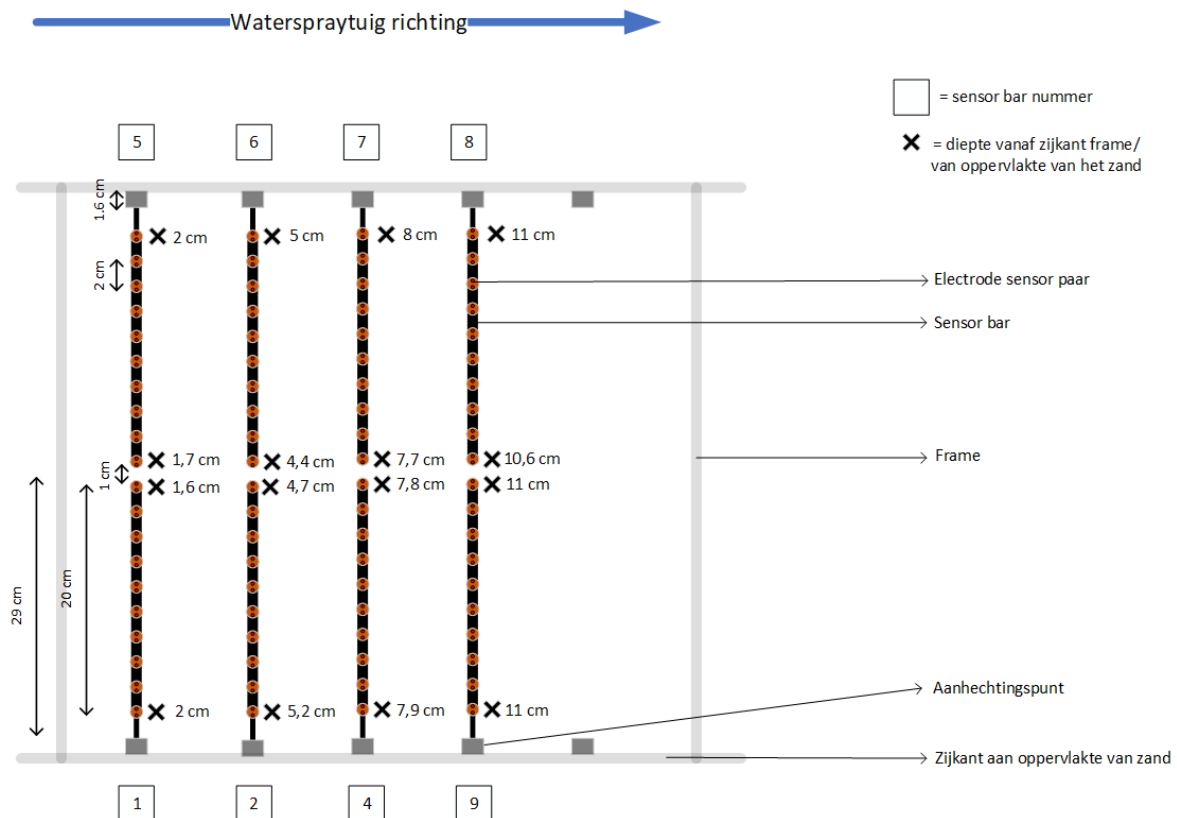 Waterspraytuig richting
= sensor bar nummer
= diepte vanaf zijkant frame/
van oppervlakte van het zand
5 6 7 8
1.6 cm
2 cm 5 cm 8 cm 11 cm
2 cm
Electrode sensor paar
Sensor bar
1,7 cm 4,4 cm 7,7 cm 10,6 cm
Frame
1 cm
1,6 cm 4,7 cm 7,8 cm 11 cm
29 cm
20 cm
Aanhechtingspunt
2 cm 5,2 cm 7,9 cm 11 cm
Zijkant aan oppervlakte van zand
1 2 4 9